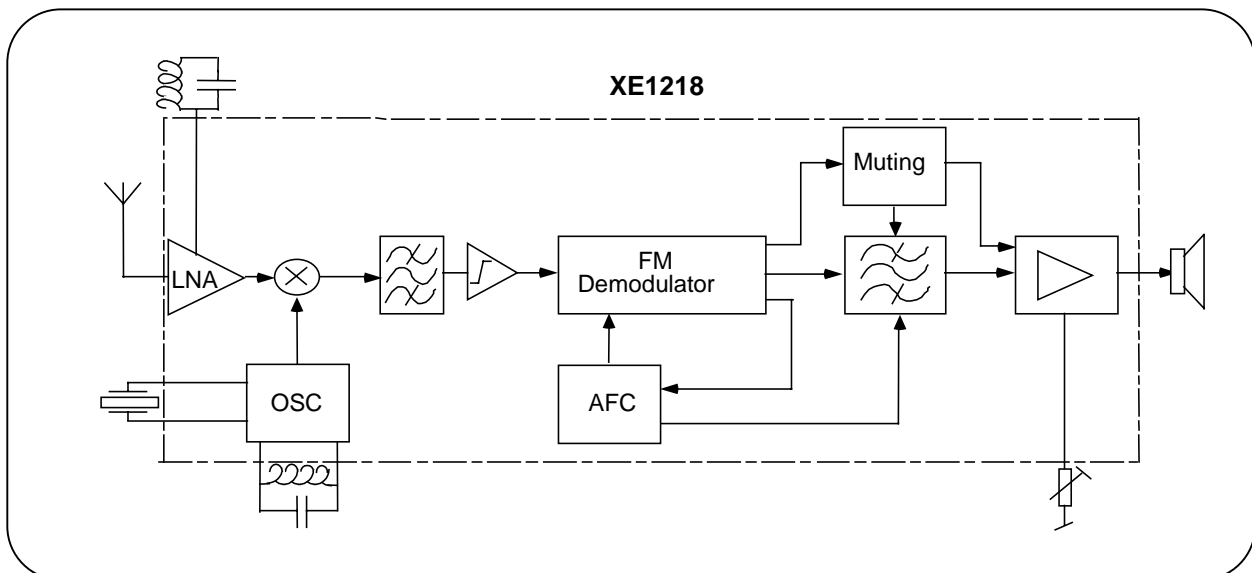 XE1218
Muting
LNA
FM
Demodulator
OSC
AFC